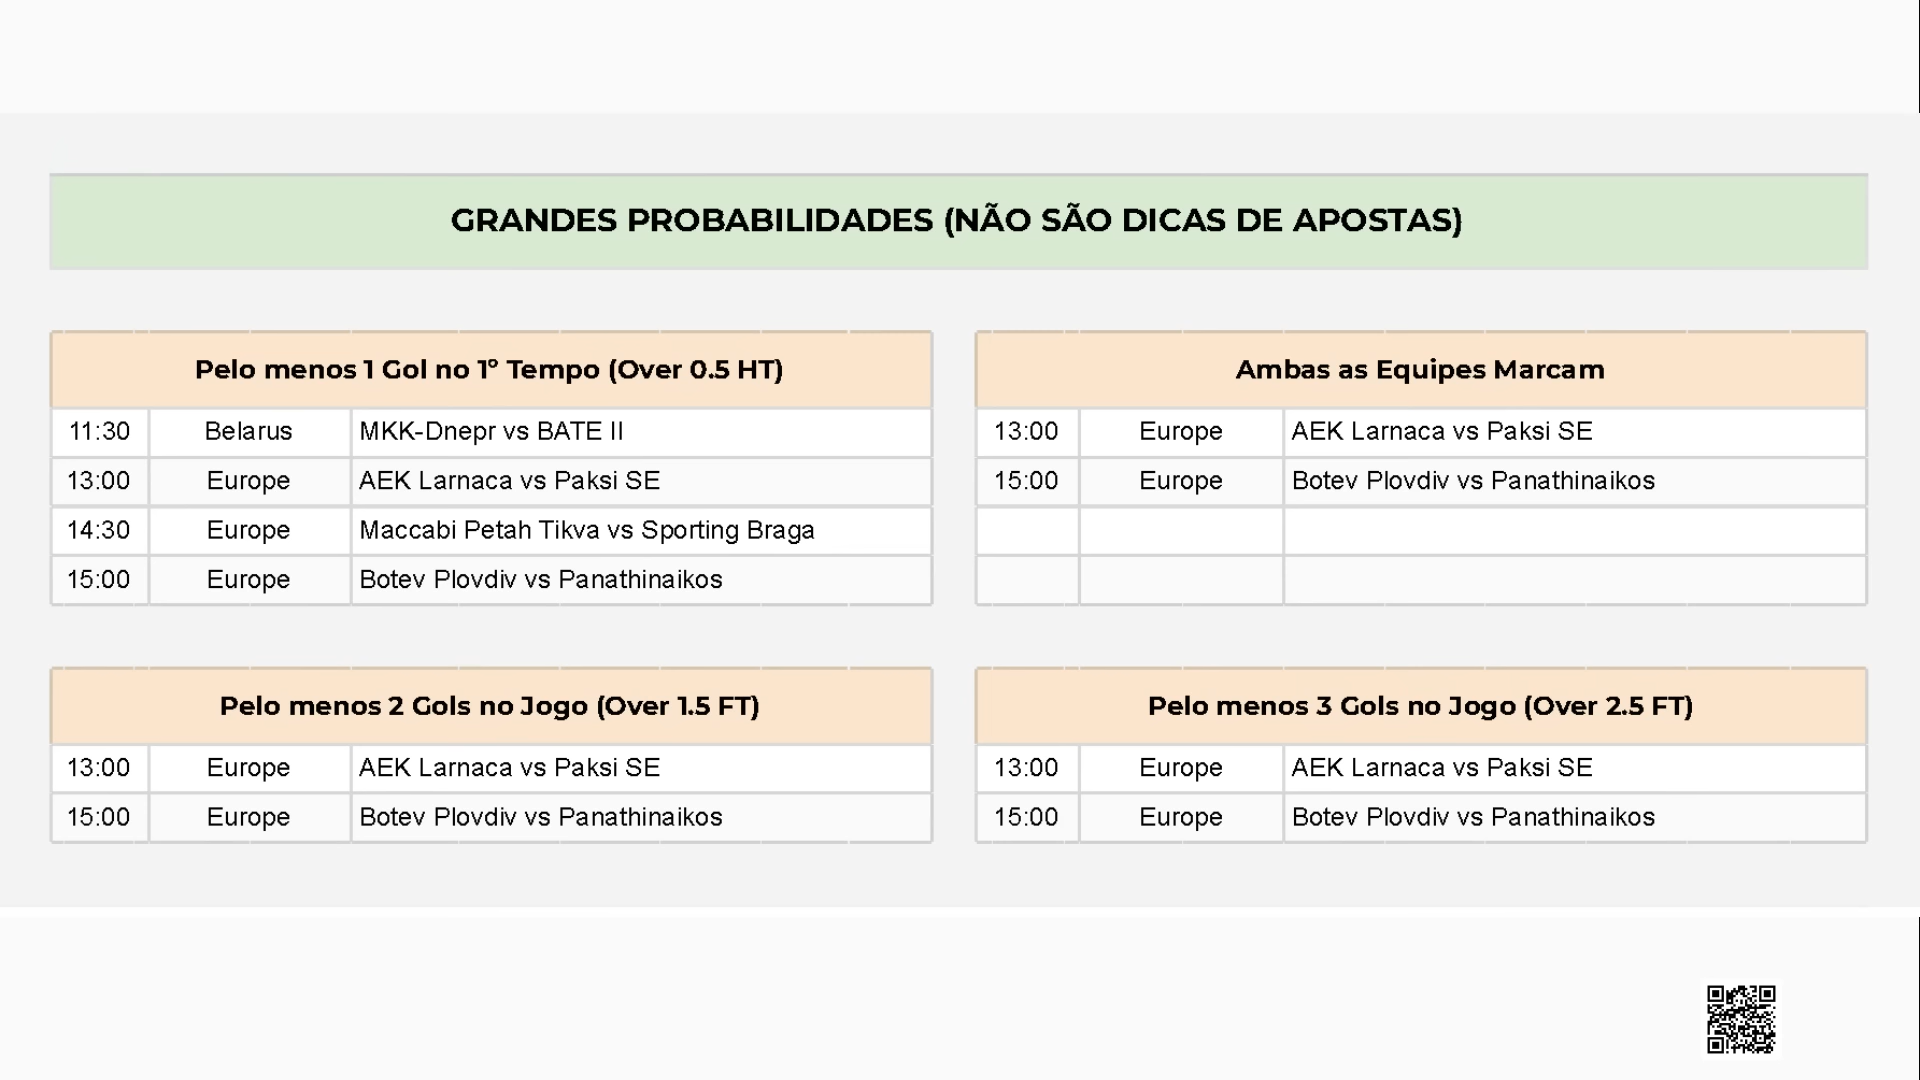 GRANDES PROBABILIDADES (NÃO SÃO DICAS DE APOSTAS)
Pelo menos 1 Gol no 1º Tempo (Over 0.5 HT)
11:30 Belarus MKK-Dnepr vs BATE II
13:00 Europe AEK Larnaca vs Paksi SE
14:30 Europe Maccabi Petah Tikva vs Sporting Braga
15:00 Europe Botev Plovdiv vs Panathinaikos
Ambas as Equipes Marcam
13:00 Europe AEK Larnaca vs Paksi SE
15:00 Europe Botev Plovdiv vs Panathinaikos
Pelo menos 2 Gols no Jogo (Over 1.5 FT)
13:00 Europe AEK Larnaca vs Paksi SE
15:00 Europe Botev Plovdiv vs Panathinaikos
Pelo menos 3 Gols no Jogo (Over 2.5 FT)
13:00 Europe AEK Larnaca vs Paksi SE
15:00 Europe Botev Plovdiv vs Panathinaikos